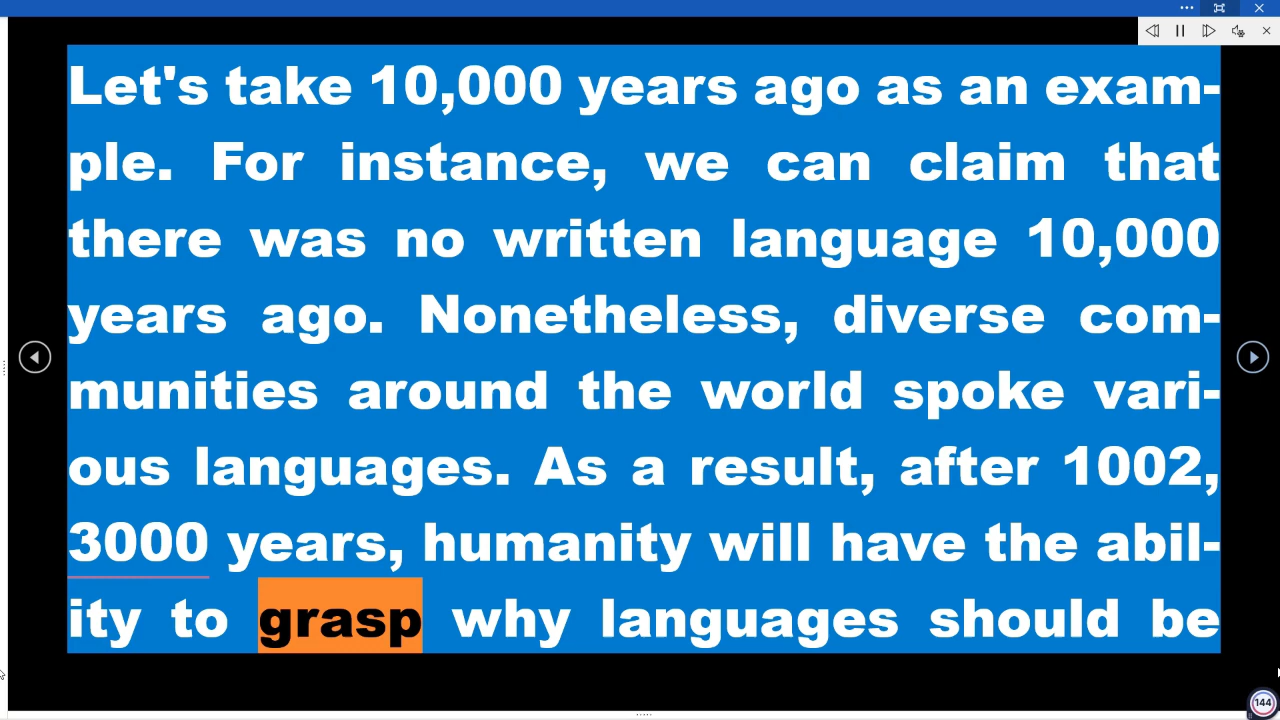 Let's take 10,000 years ago as an exam-
ple. For instance, we can claim that
there was no written language 10,000
years ago. Nonetheless, diverse com-
munities around the world spoke vari-
ous languages. As a result, after 1002,
3000 years, humanity will have the abil-
ity to grasp why languages should be
144